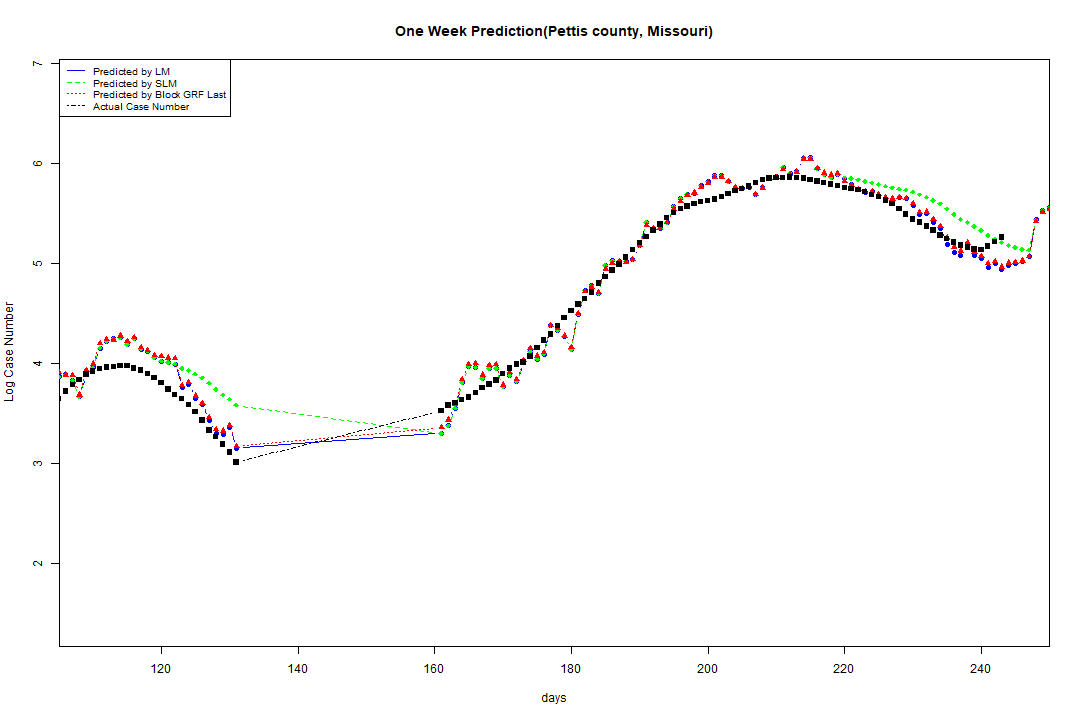 One Week Prediction(Pettis county, Missouri)
Predicted by LM
Predicted by SLM
Predicted by Block GRF Last
Actual Case Number
7
6
5
4
3
2
Log Case Number
120 140 160 180 200 220 240
days